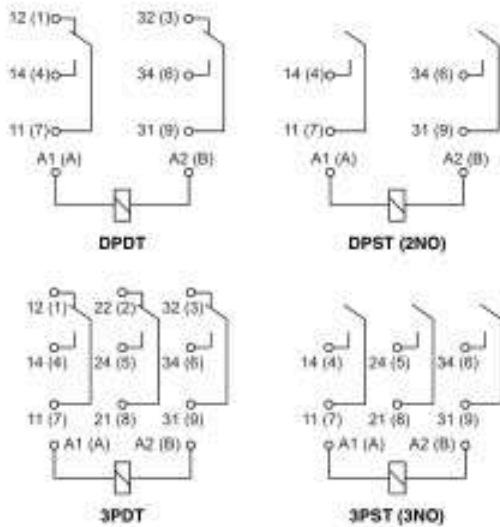 12 (1) 32 (3)
14 (4) 34 (6) 14 (4) 34 (6)
11 (7) 31 (9) 11 (7) 31 (9)
A1 (A) A2 (B) A1 (A) A2 (B)
DPDT DPST (2NO)
12 (1) 22 (2) 32 (3)
14 (4) 24 (5) 34 (6) 14 (4) 24 (5) 34 (6)
11 (7) 21 (8) 31 (9) 11 (7) 21 (8) 31 (9)
A1 (A) A2 (B) A1 (A) A2 (B)
3PDT 3PST (3NO)